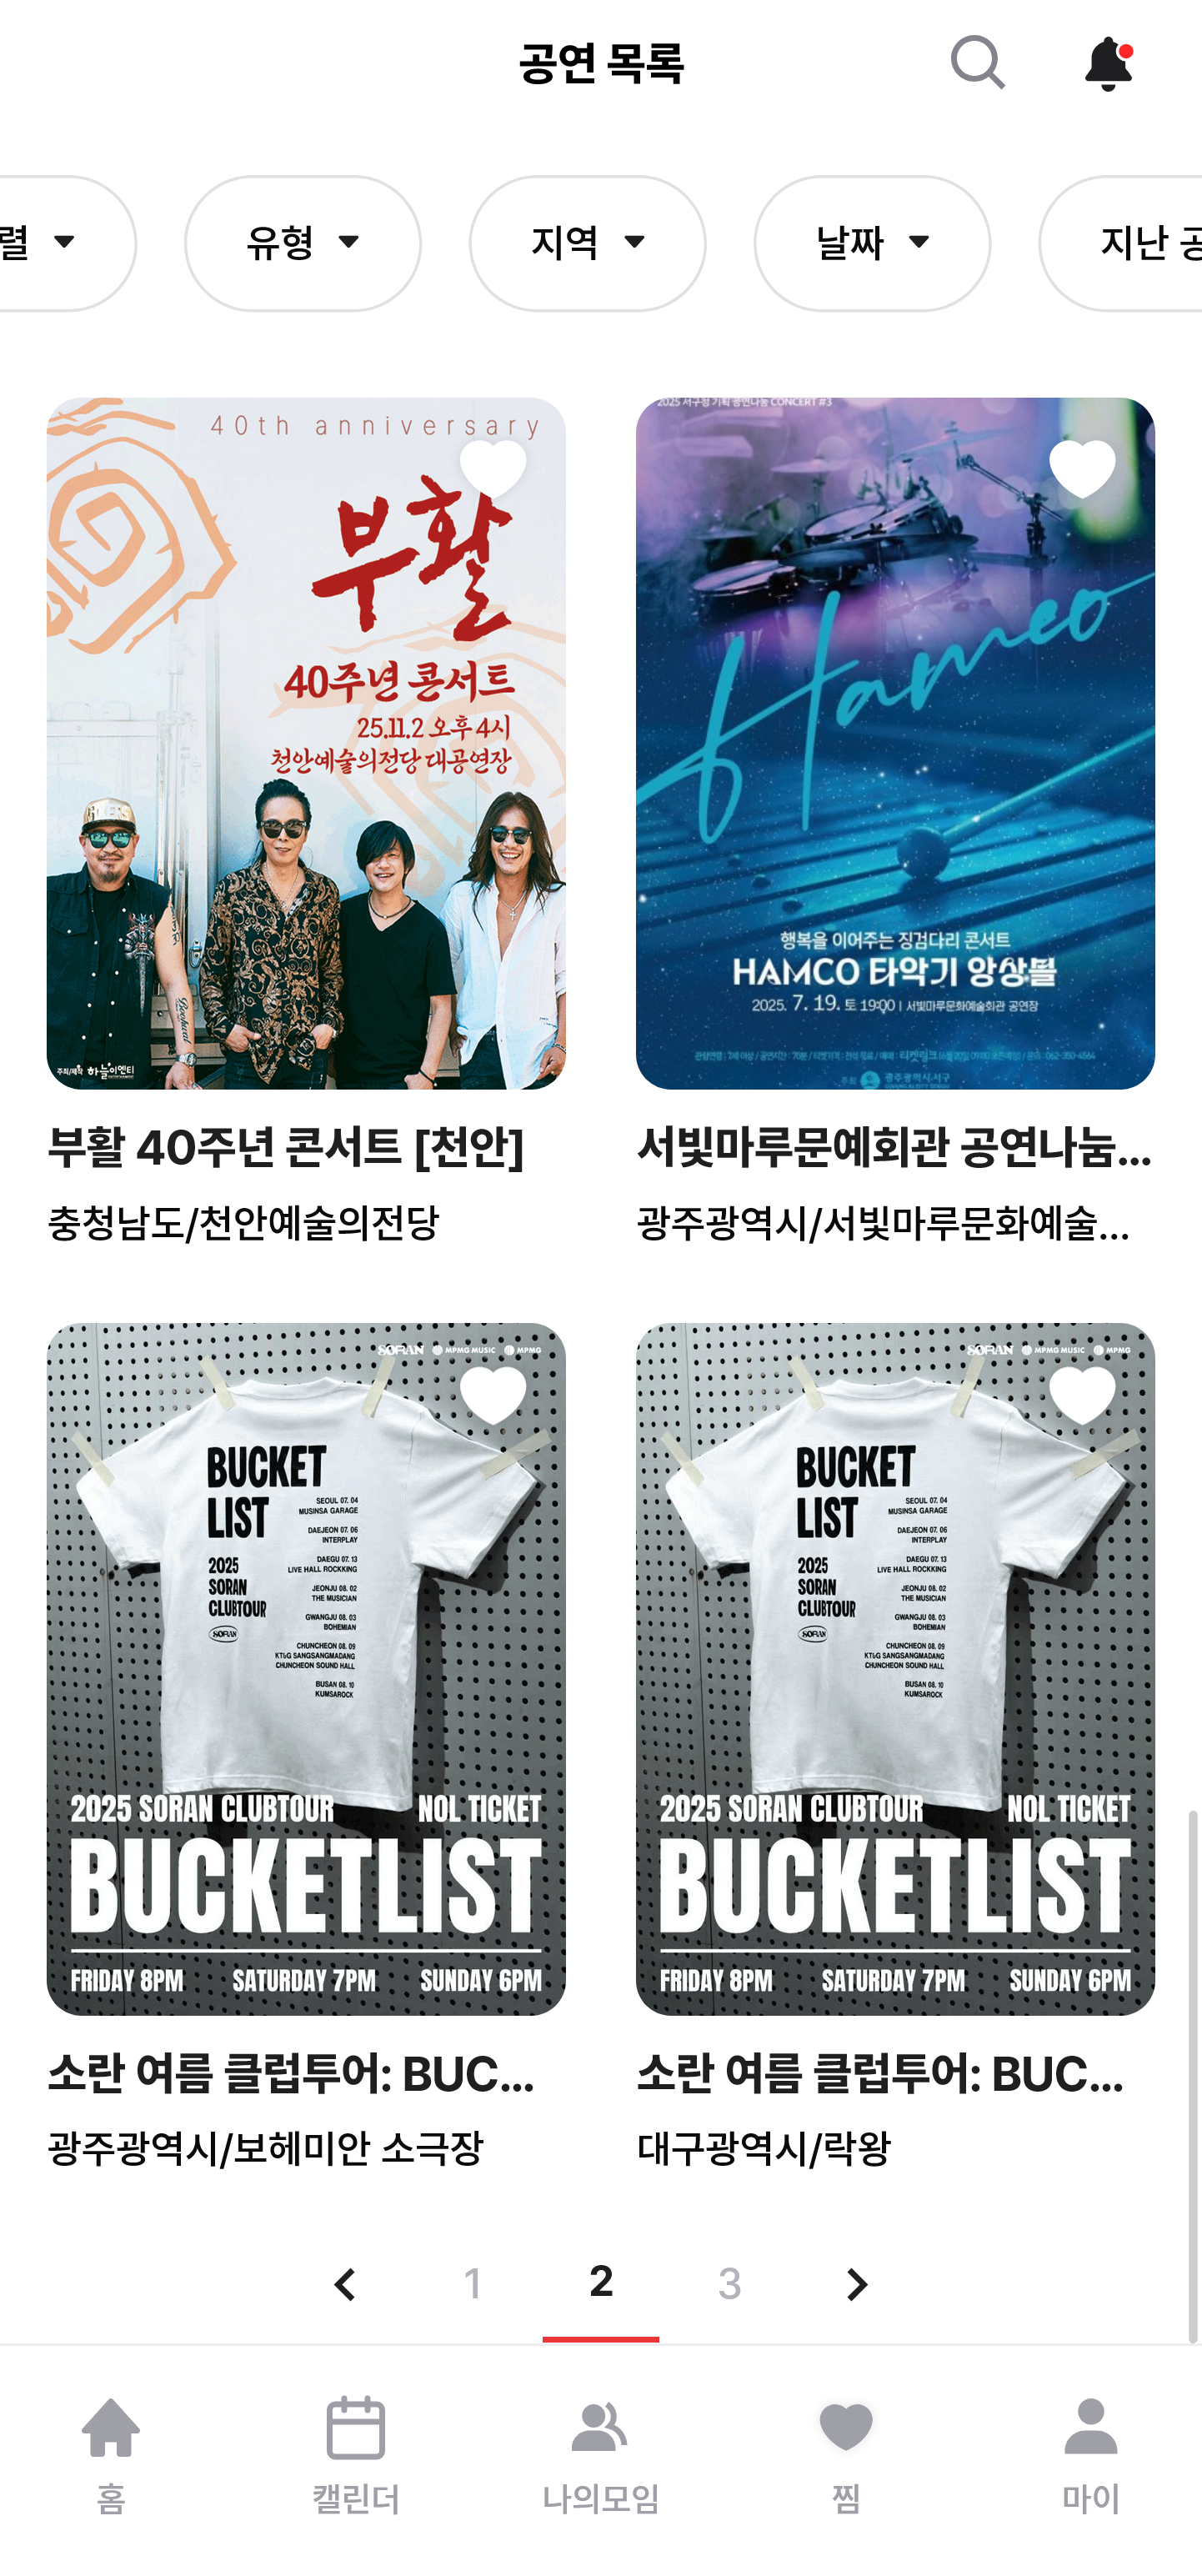 공연 목록
렬
유형
지역
날짜
지난 공
40th anniversary
부활
40주년 콘서트
25.11.2 오후 4시
천안예술의전당 대공연장
주최/제작 하늘이엔티
부활 40주년 콘서트 [천안]
충청남도/천안예술의전당
2025 서구청 기획 공연나눔 CONCERT #3
Hamco
행복을 이어주는 징검다리 콘서트
HAMCO 타악기 앙상블
2025. 7. 19. 토 19:00 | 서빛마루문화예술회관 공연장
주최 광주광역시 서구
서빛마루문예회관 공연나눔...
광주광역시/서빛마루문화예술...
SORAN MPMG MUSIC MPMG
BUCKET
LIST
2025
SORAN
CLUBTOUR
SORAN
SEOUL 07. 04
MUSINSA GARAGE
DAEJEON 07. 06
INTERPLAY
DAEGU 07. 13
LIVE HALL ROCKKING
JEONJU 08. 02
THE MUSICIAN
GWANGJU 08. 03
BOHEMIAN
CHUNCHEON 08. 09
KT&G SANGSANGMADANG
CHUNCHEON SOUND HALL
BUSAN 08. 10
KUMSAROCK
2025 SORAN CLUBTOUR NOL TICKET
BUCKETLIST
FRIDAY 8PM SATURDAY 7PM SUNDAY 6PM
소란 여름 클럽투어: BUC...
광주광역시/보헤미안 소극장
SORAN MPMG MUSIC MPMG
BUCKET
LIST
2025
SORAN
CLUBTOUR
SORAN
SEOUL 07. 04
MUSINSA GARAGE
DAEJEON 07. 06
INTERPLAY
DAEGU 07. 13
LIVE HALL ROCKKING
JEONJU 08. 02
THE MUSICIAN
GWANGJU 08. 03
BOHEMIAN
CHUNCHEON 08. 09
KT&G SANGSANGMADANG
CHUNCHEON SOUND HALL
BUSAN 08. 10
KUMSAROCK
2025 SORAN CLUBTOUR NOL TICKET
BUCKETLIST
FRIDAY 8PM SATURDAY 7PM SUNDAY 6PM
소란 여름 클럽투어: BUC...
대구광역시/락왕
1 2 3
홈
캘린더
나의모임
찜
마이